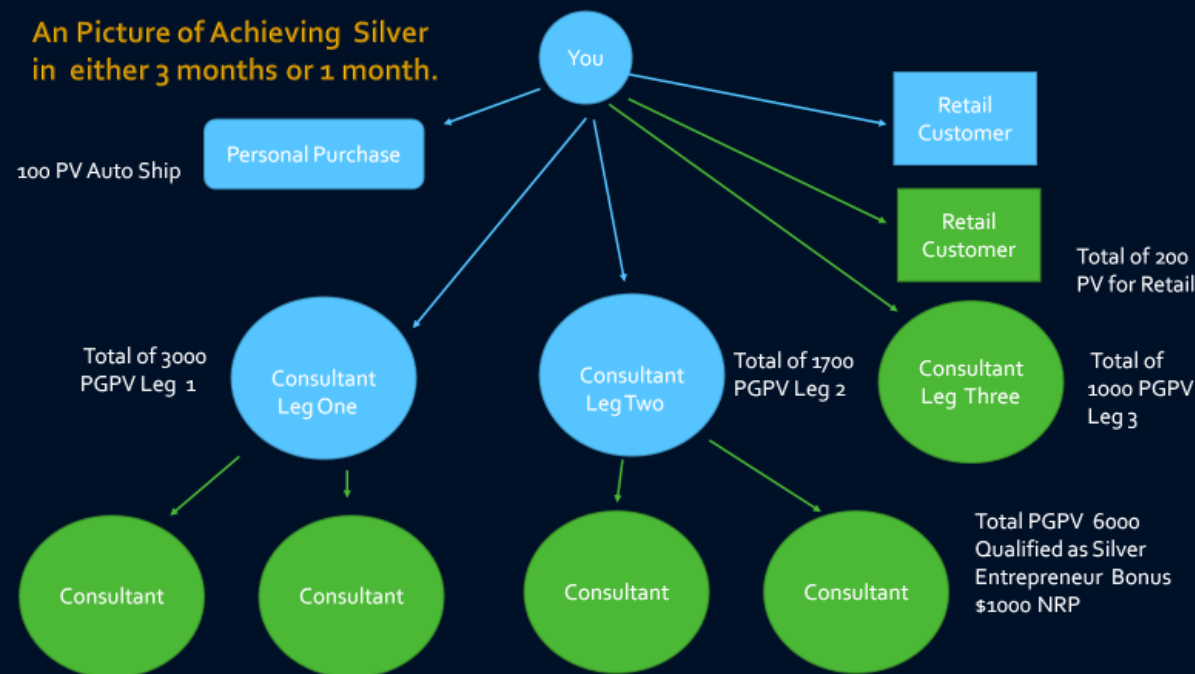 An Picture of Achieving Silver
in either 3 months or 1 month.
You
Retail
Customer
Personal Purchase
100 PV Auto Ship
Retail
Customer
Total of 200
PV for Retail
Total of 3000
PGPV Leg 1
Consultant
Leg One
Consultant
Leg Two
Total of 1700
PGPV Leg 2
Consultant
Leg Three
Total of
1000 PGPV
Leg 3
Consultant
Consultant
Consultant
Consultant
Total PGPV 6000
Qualified as Silver
Entrepreneur Bonus
$1000 NRP